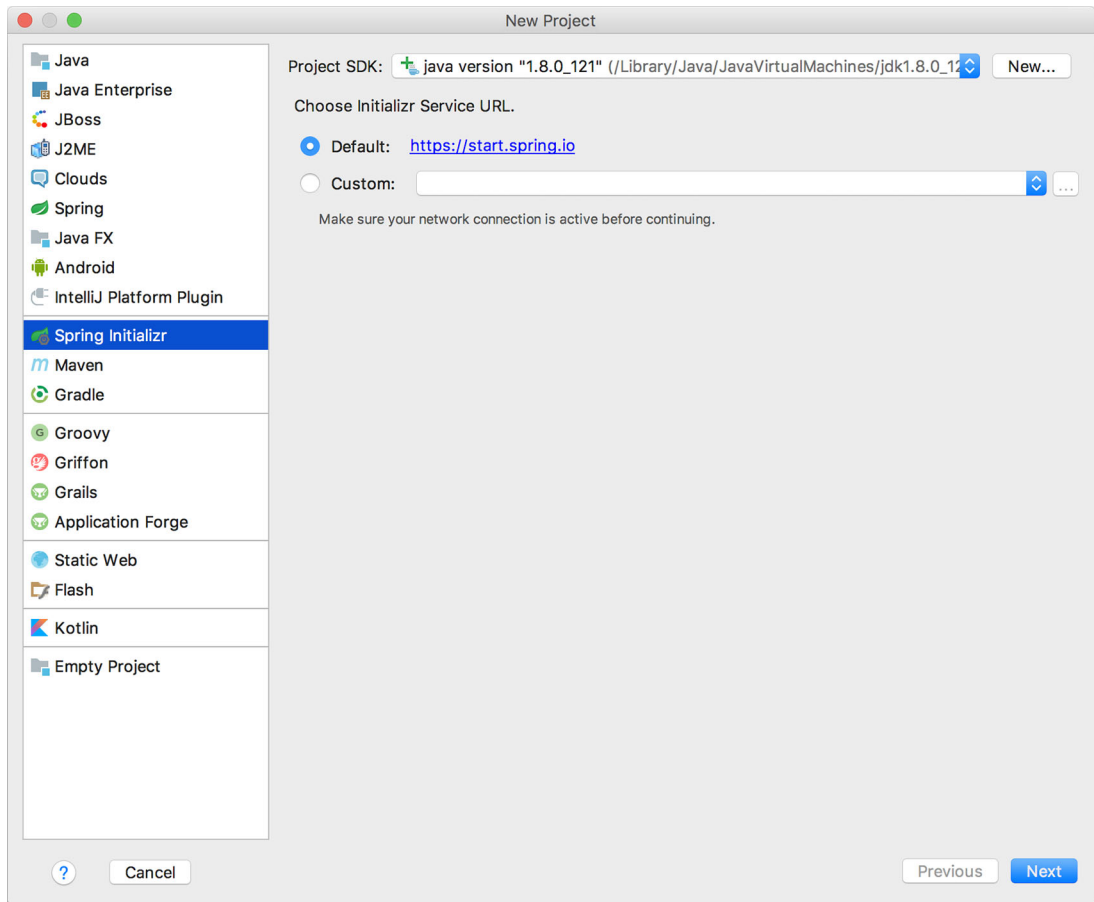 New Project
Java
Java Enterprise
JBoss
J2ME
Clouds
Spring
Java FX
Android
IntelliJ Platform Plugin
Spring Initializr
Maven
Gradle
Groovy
Griffon
Grails
Application Forge
Static Web
Flash
Kotlin
Empty Project
Project SDK: java version "1.8.0_121" (/Library/Java/JavaVirtualMachines/jdk1.8.0_12 New...
Choose Initializr Service URL.
Default: https://start.spring.io
Custom: ...
Make sure your network connection is active before continuing.
? Cancel Previous Next